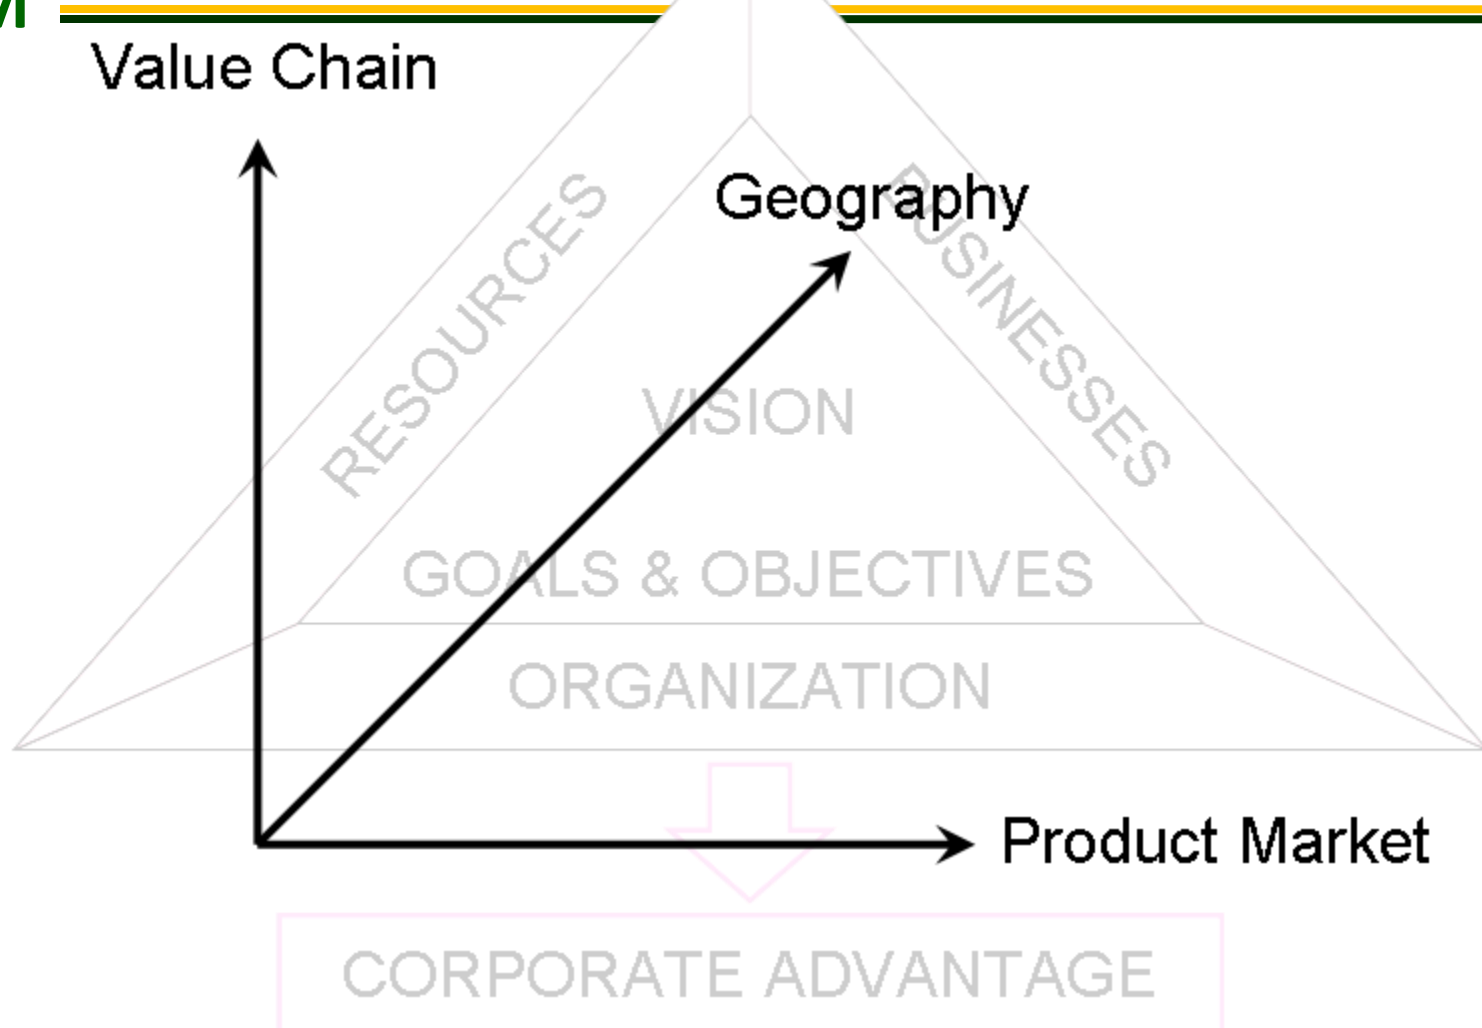 Value Chain
Geography
RESOURCES
BUSINESSES
VISION
GOALS & OBJECTIVES
ORGANIZATION
Product Market
CORPORATE ADVANTAGE